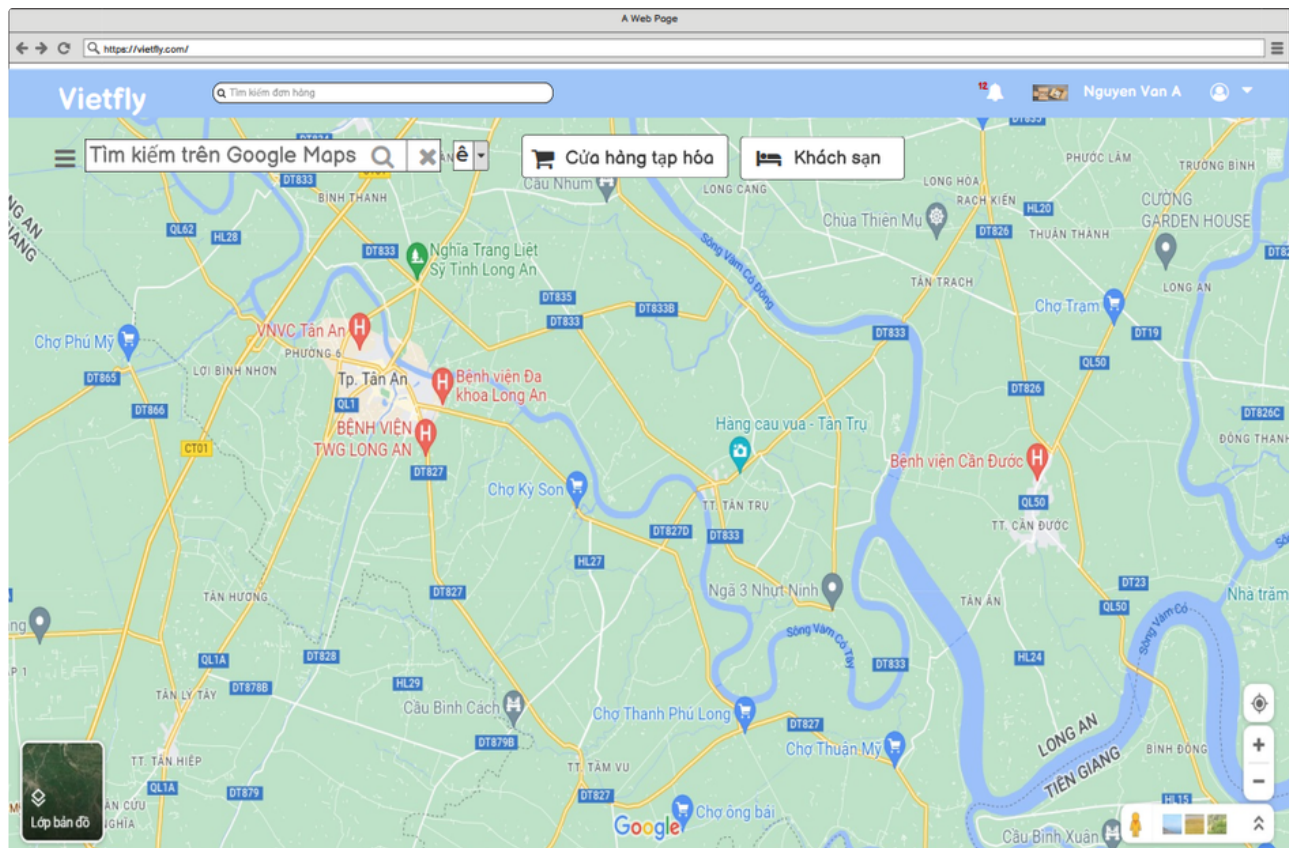 A Web Page
https://vietfly.com/
Vietfly
Tìm kiếm đơn hàng
12
Nguyen Van A
Tìm kiếm trên Google Maps
ê
Cửa hàng tạp hóa
Khách sạn
DT833
BÌNH THẠNH
Cầu Nhum
LONG CANG
LONG HÒA
RẠCH KIẾN
PHƯỚC LÂM
TRƯỜNG BÌNH
QL62
HL28
DT833
Nghĩa Trang Liệt
Sỹ Tỉnh Long An
Chùa Thiên Mụ
HL20
DT826
THUẬN THÀNH
CƯỜNG
GARDEN HOUSE
Sông Vàm Cỏ Đông
TÂN TRẠCH
LONG AN
DT835
DT833
DT833B
DT833
Chợ Trạm
DT19
Chợ Phú Mỹ
VNVC Tân An
PHƯỜNG 6
LỢI BÌNH NHƠN
Tp. Tân An
DT865
DT866
QL1
Bệnh viện Đa
khoa Long An
QL50
DT826
DT826C
BỆNH VIỆN
TWG LONG AN
CT01
DT827
Hàng cau vua - Tân Trụ
Bệnh viện Cần Đước
ĐÔNG THẠNH
Chợ Kỳ Son
TT. TÂN TRỤ
QL50
TT. CẦN ĐƯỚC
DT827D
DT833
HL27
DT827
Ngã 3 Nhựt Ninh
TÂN HƯƠNG
TÂN ÂN
DT23
QL50
Sông Vàm Cỏ
Sông Vàm Cỏ Tây
QL1A
DT828
DT878B
HL29
DT833
HL24
TÂN LÝ TÂY
Cầu Bình Cách
Chợ Thanh Phú Long
DT827
DT879B
Chợ Thuận Mỹ
LONG AN
TIỀN GIANG
BÌNH ĐÔNG
TT. TÂN HIỆP
TT. TẦM VU
QL1A
DT879
DT827
HL15
Lớp bản đồ
Google
Chợ ông bái
Cầu Bình Xuân